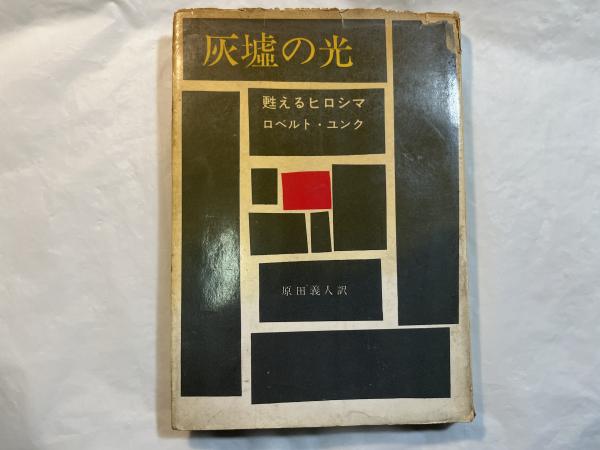 灰墟の光
甦えるヒロシマ
ロベルト・ユンク
原田義人訳